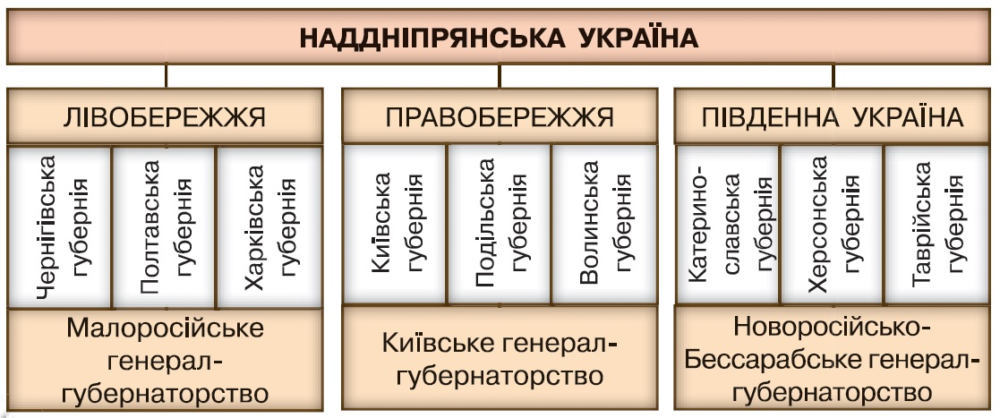 НАДДНІПРЯНСЬКА УКРАЇНА
ЛІВОБЕРЕЖЖЯ
Чернігівська
губернія
Полтавська
губернія
Харківська
губернія
Малоросійське
генерал-
губернаторство
ПРАВОБЕРЕЖЖЯ
Київська
губернія
Подільська
губернія
Волинська
губернія
Київське генерал-
губернаторство
ПІВДЕННА УКРАЇНА
Катерино-
славська
губернія
Херсонська
губернія
Таврійська
губернія
Новоросійсько-
Бессарабське генерал-
губернаторство